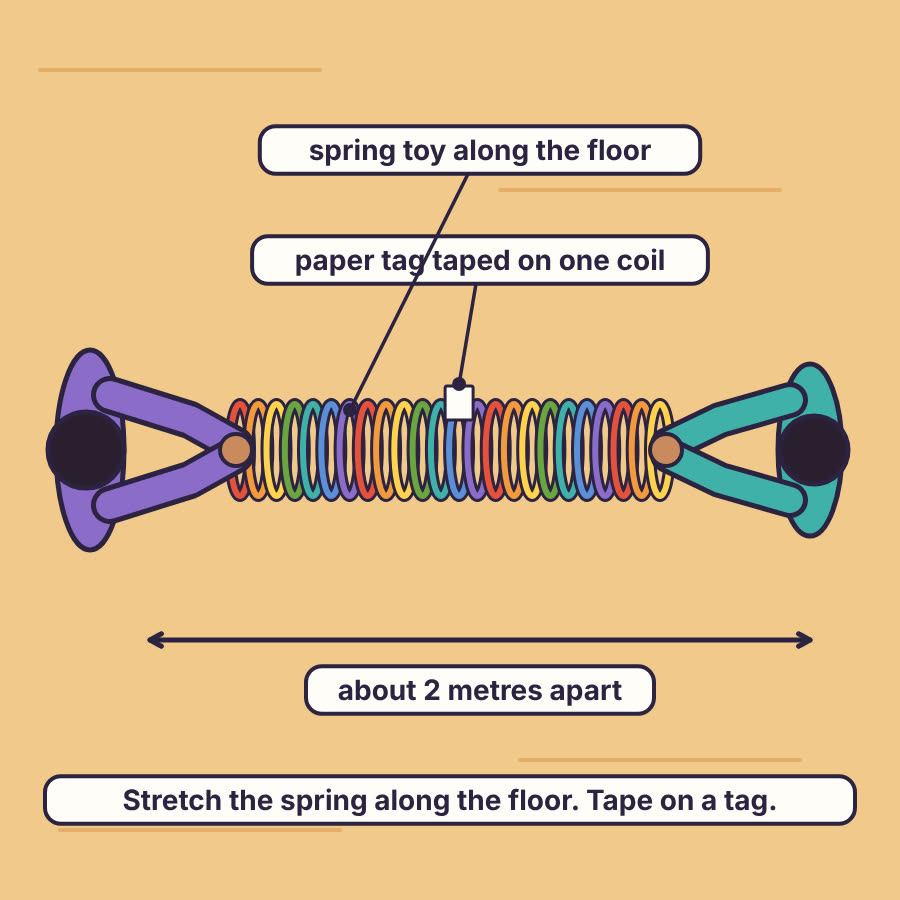 spring toy along the floor
paper tag taped on one coil
about 2 metres apart
Stretch the spring along the floor. Tape on a tag.